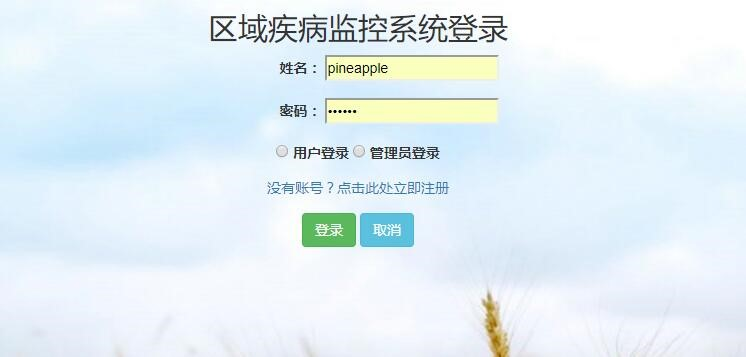 区域疾病监控系统登录
姓名： pineapple
密码： ••••••
用户登录 管理员登录
没有账号？点击此处立即注册
登录 取消